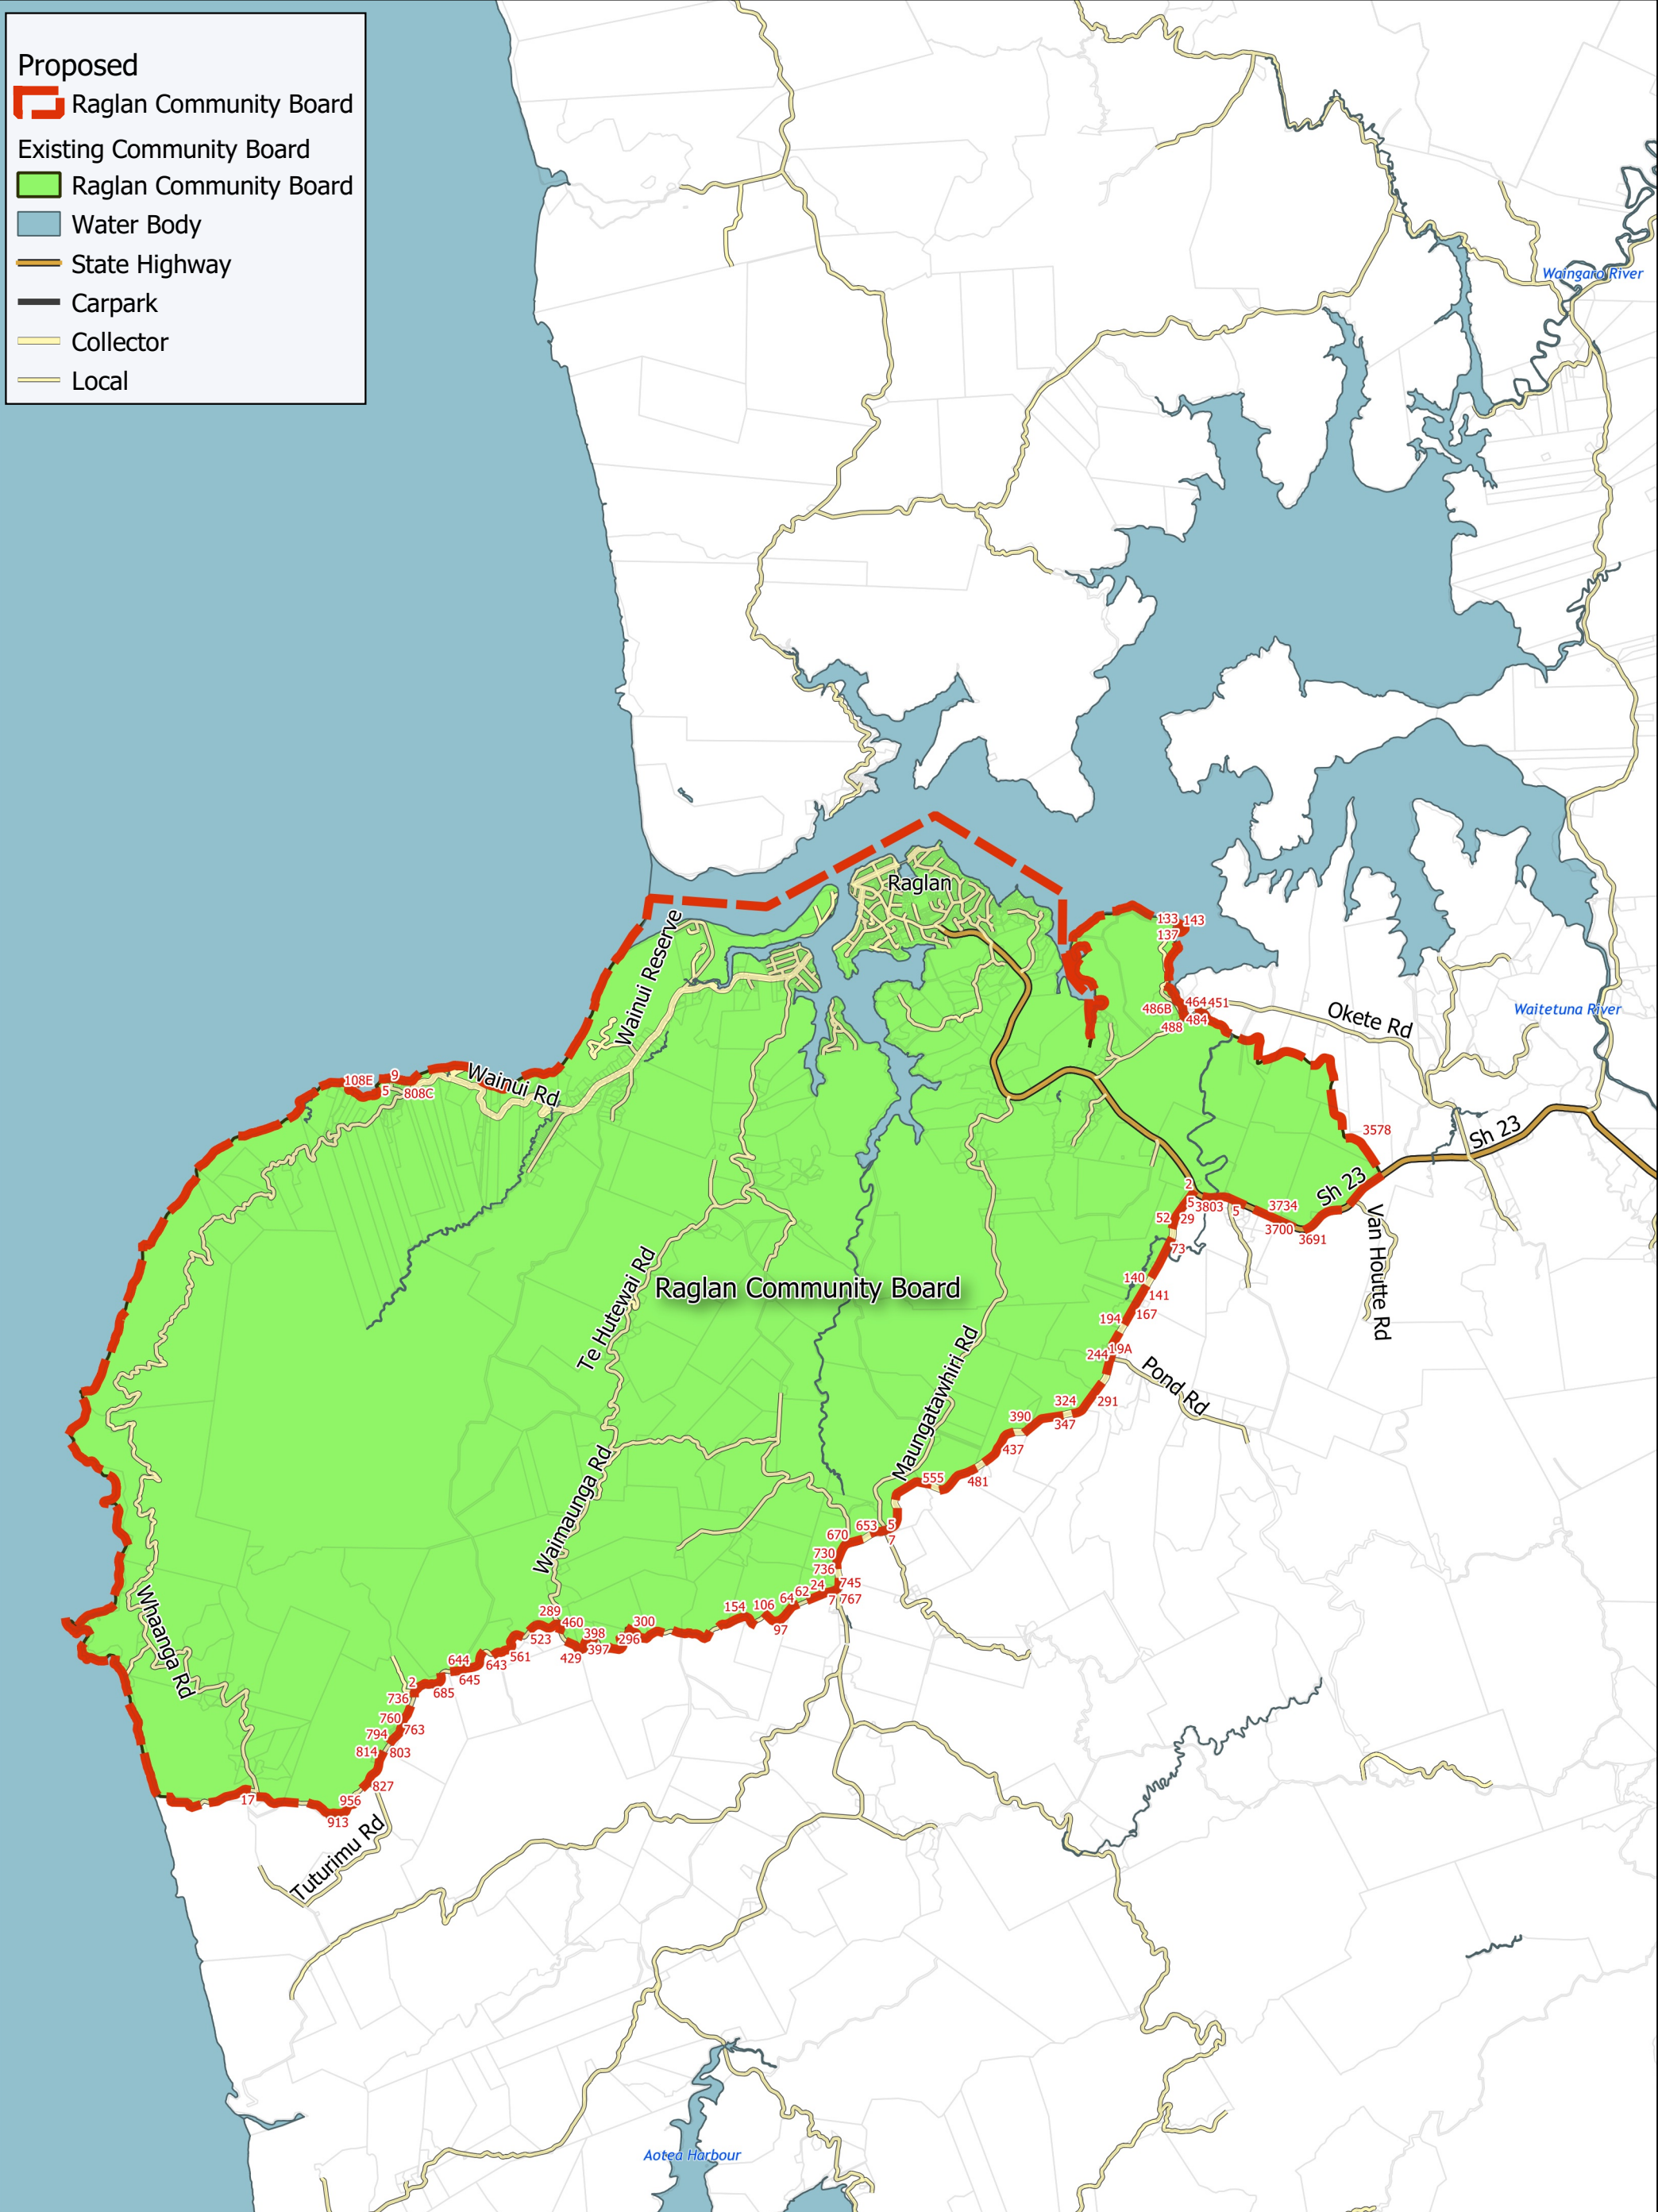 Proposed
Raglan Community Board
Existing Community Board
Raglan Community Board
Water Body
State Highway
Carpark
Collector
Local
Waingaro River
Raglan
133
143
137
Wainui Reserve
464
451
486B
484
488
Okete Rd
Waitetuna River
108E
9
5
808C
Wainui Rd
3578
Sh 23
Sh 23
2
5
3803
5
3734
52
29
3700
3691
73
Van Houtte Rd
140
141
194
167
Te Hutewai Rd
Raglan Community Board
244
19A
Pond Rd
324
291
347
390
437
Maungatawhiri Rd
555
481
Waimaunga Rd
653
5
7
670
730
736
745
24
62
64
7
767
106
154
97
289
460
300
398
296
523
397
429
561
644
643
645
685
2
736
760
763
794
814
803
827
Whaanga Rd
17
956
913
Tuturimu Rd
Aotea Harbour